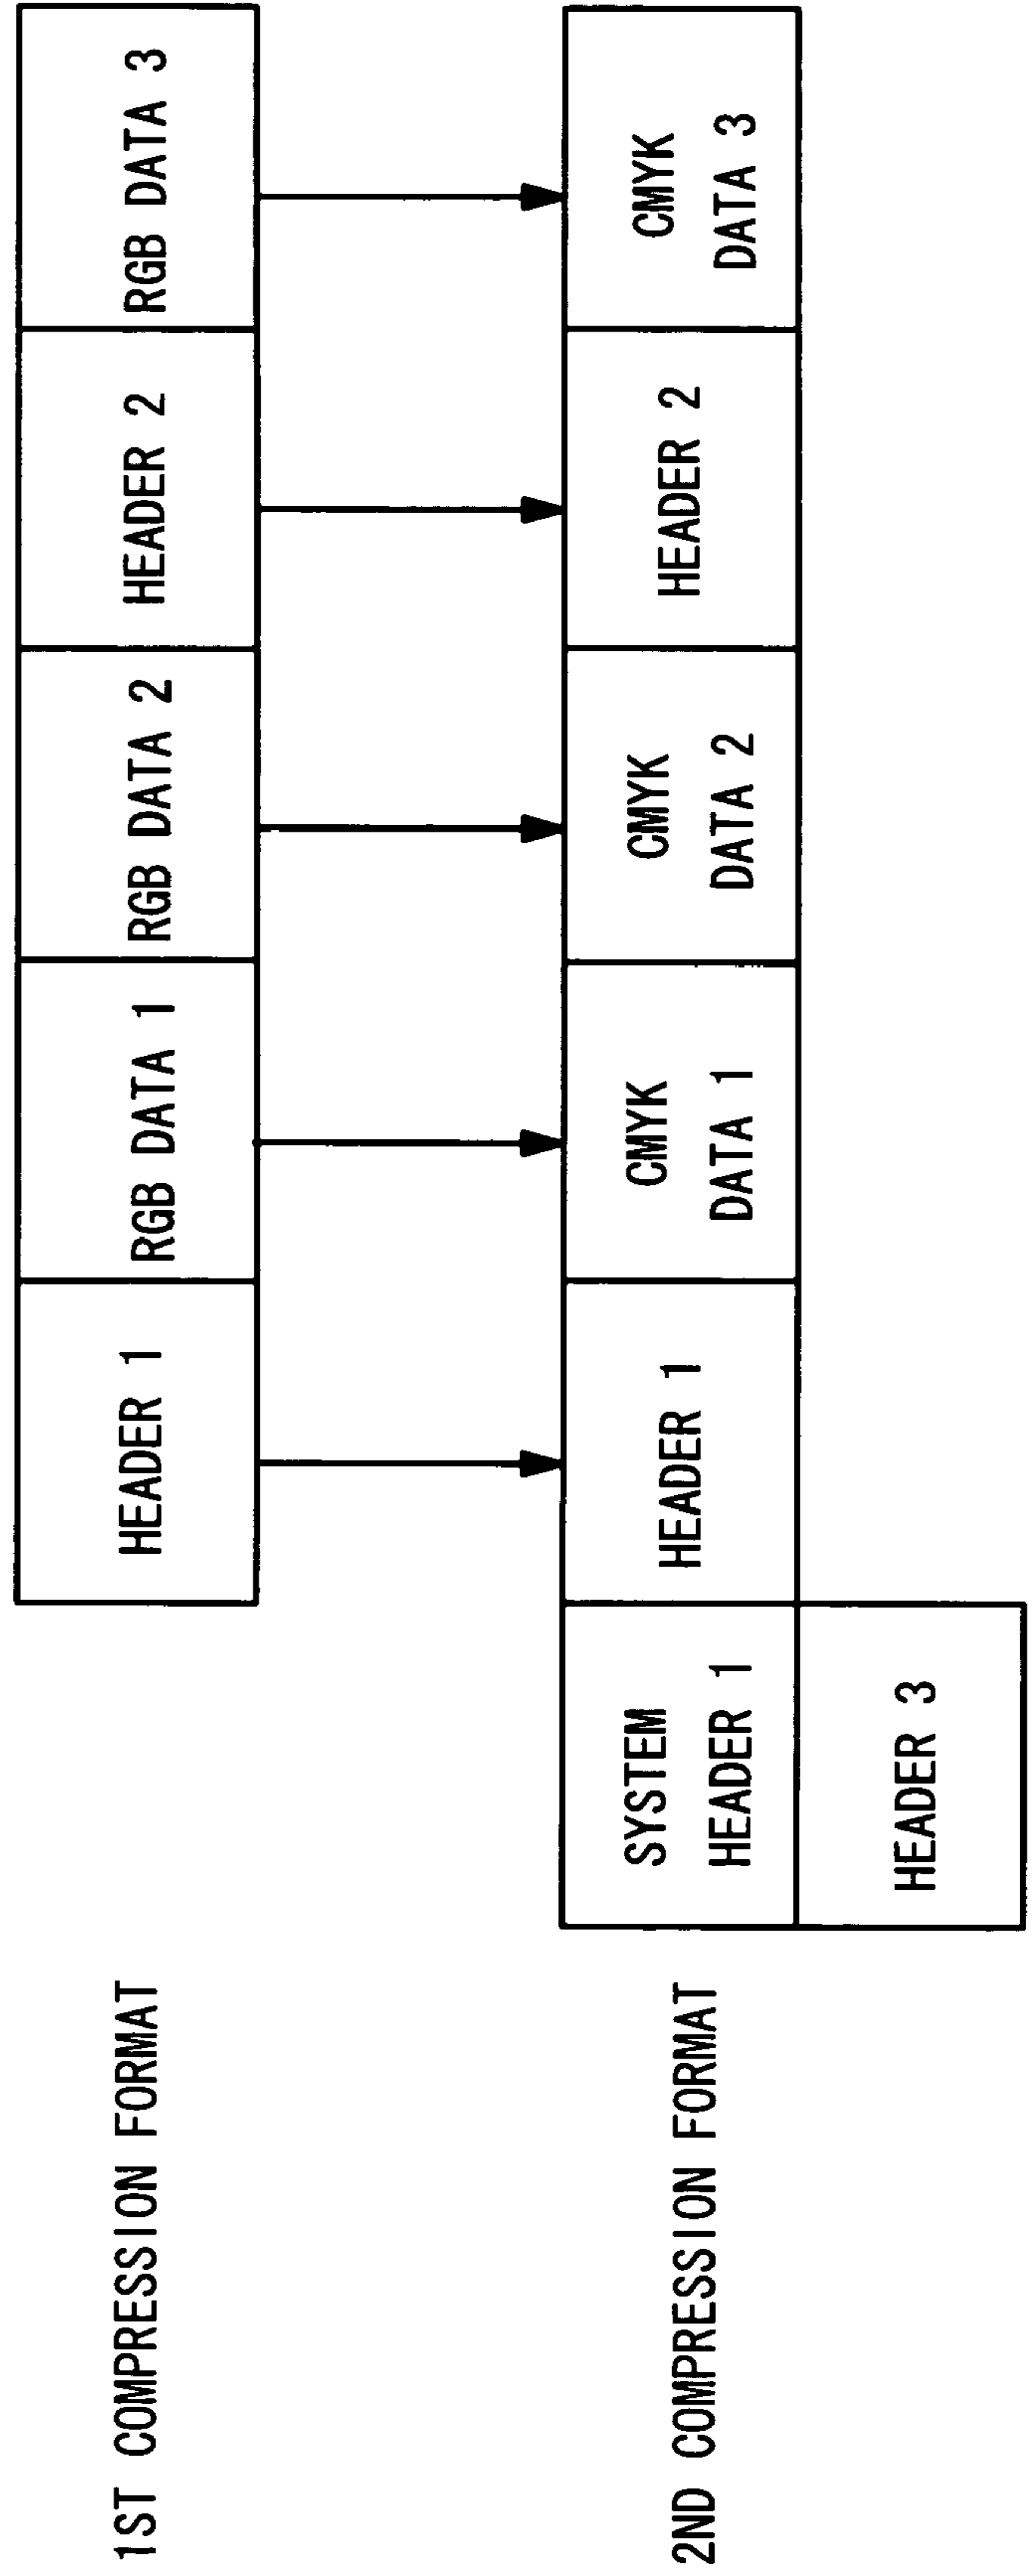 1ST COMPRESSION FORMAT
HEADER 1
RGB DATA 1
RGB DATA 2
HEADER 2
RGB DATA 3
2ND COMPRESSION FORMAT
SYSTEM
HEADER 1
HEADER 1
CMYK
DATA 1
CMYK
DATA 2
HEADER 2
CMYK
DATA 3
HEADER 3